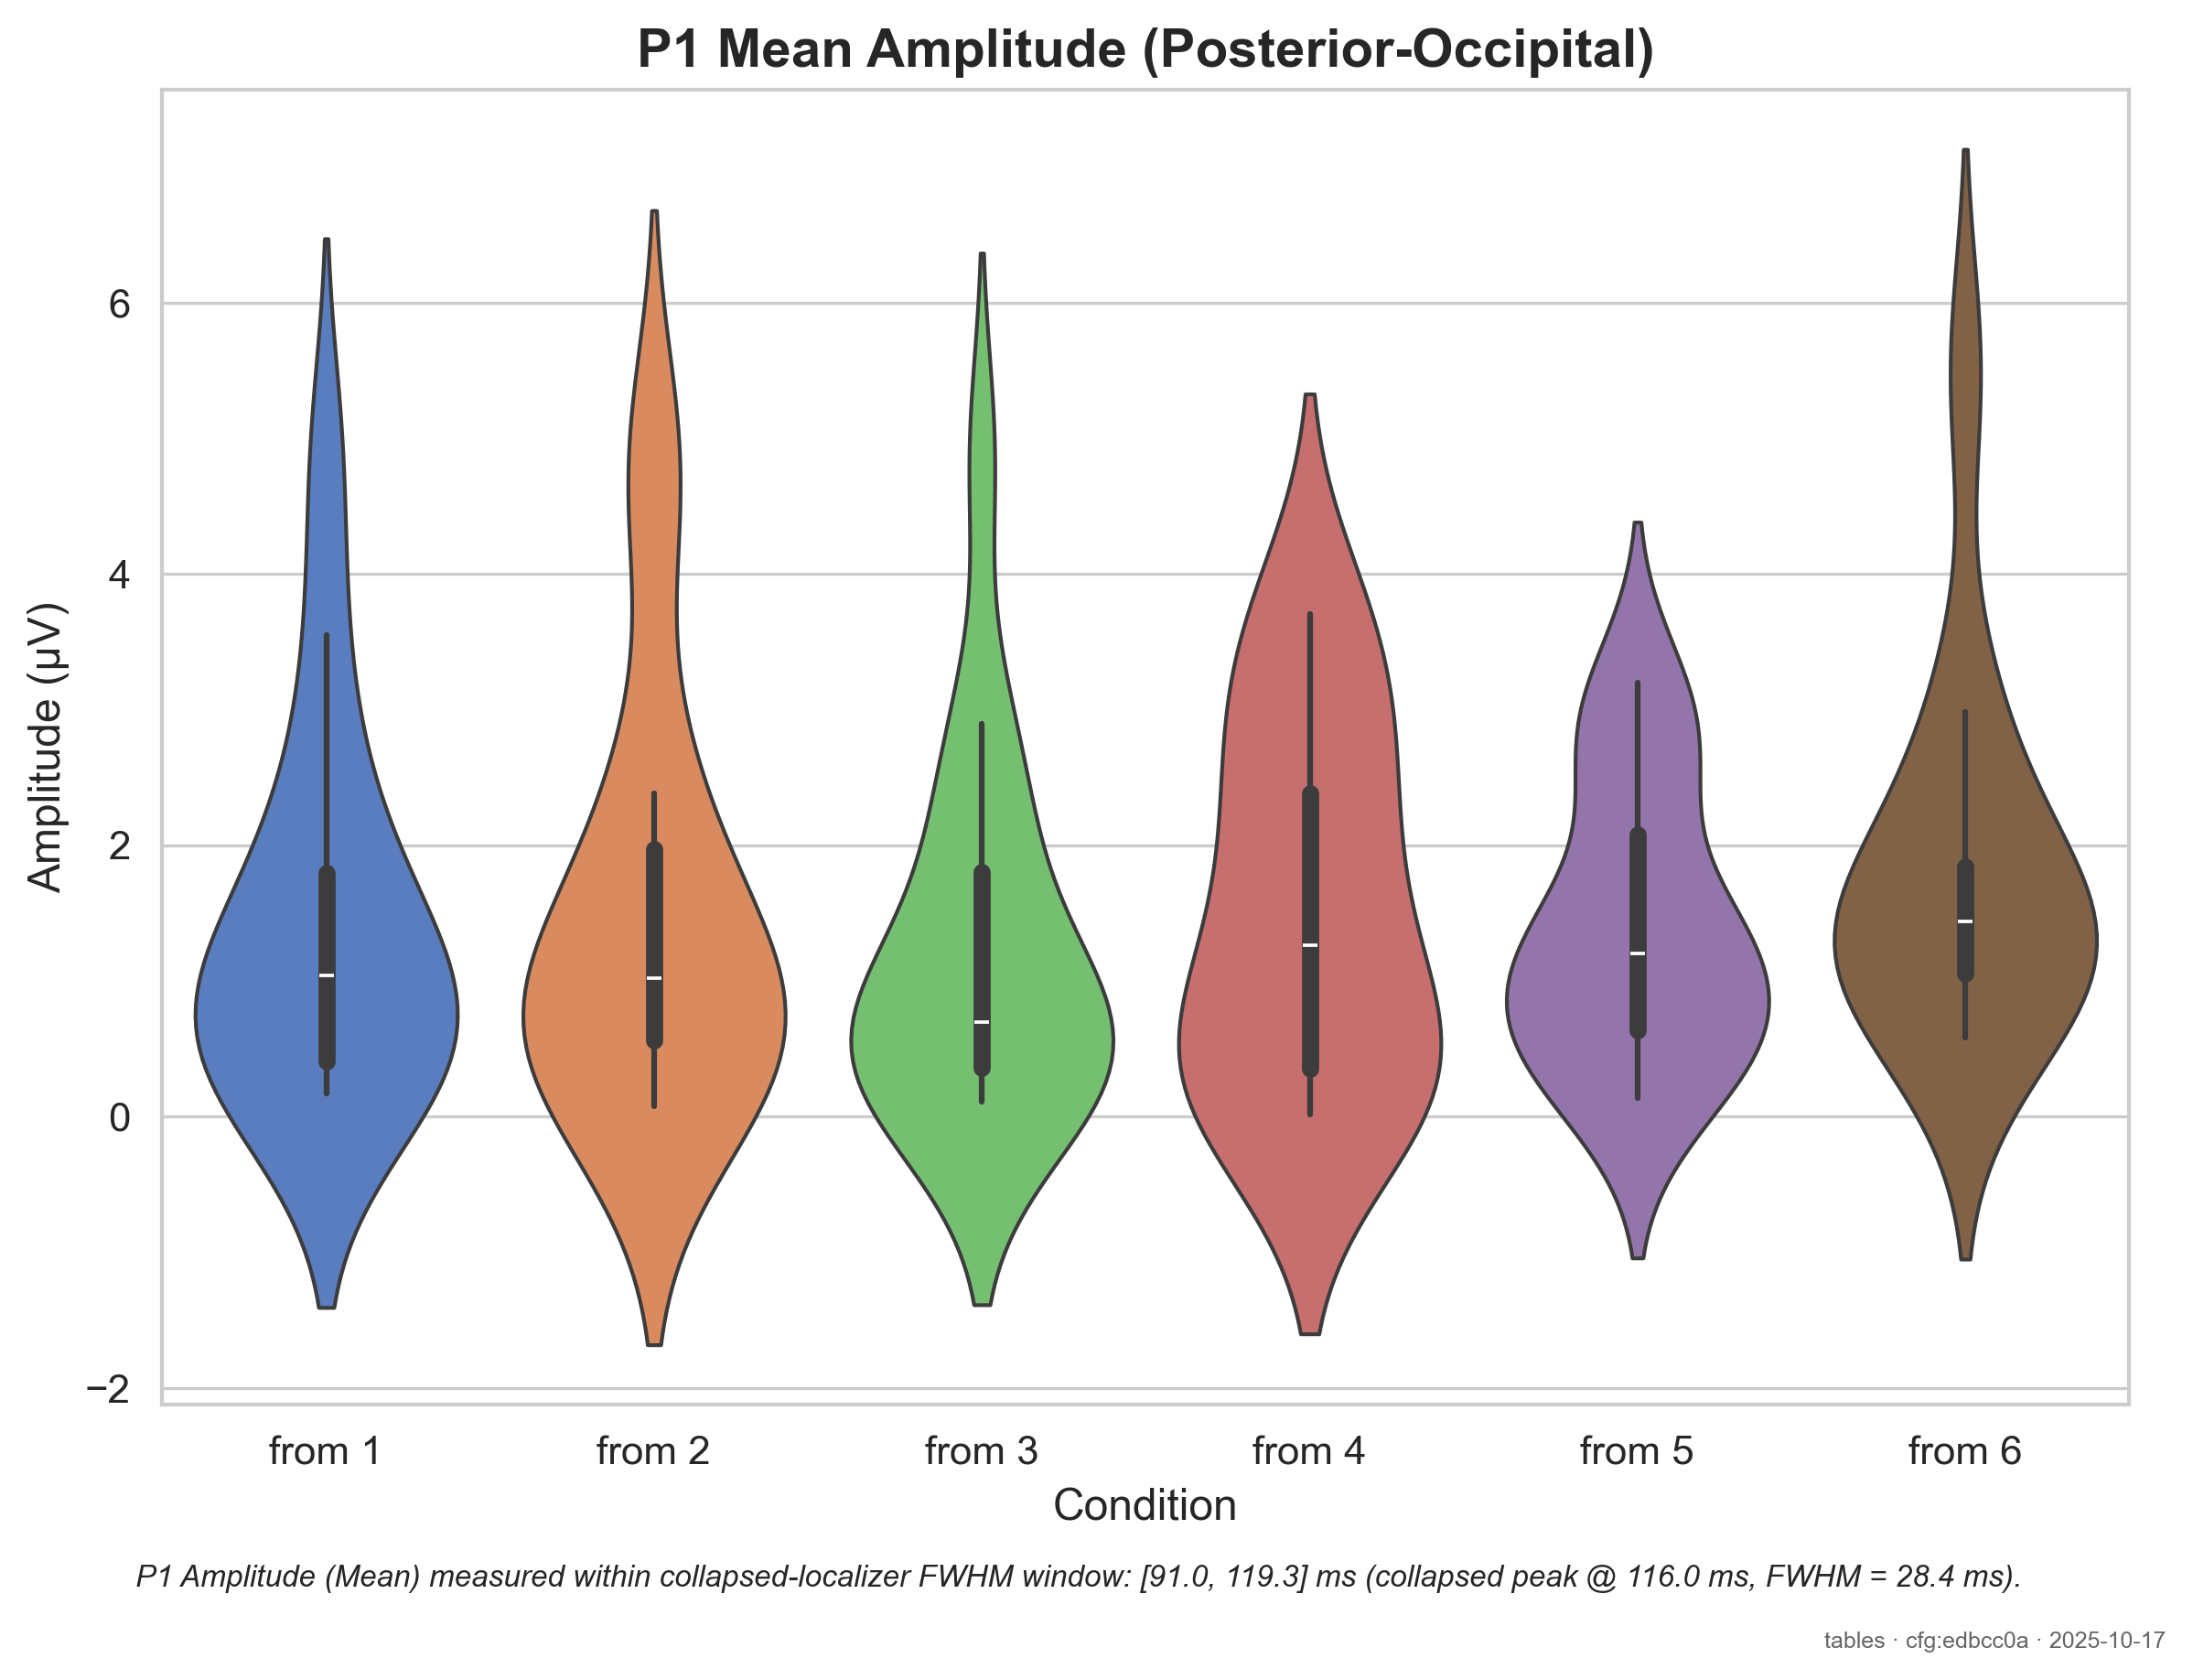 P1 Mean Amplitude (Posterior-Occipital)
Amplitude (µV)
6
4
2
0
−2
from 1 from 2 from 3 from 4 from 5 from 6
Condition
P1 Amplitude (Mean) measured within collapsed-localizer FWHM window: [91.0, 119.3] ms (collapsed peak @ 116.0 ms, FWHM = 28.4 ms).
tables · cfg:edbcc0a · 2025-10-17